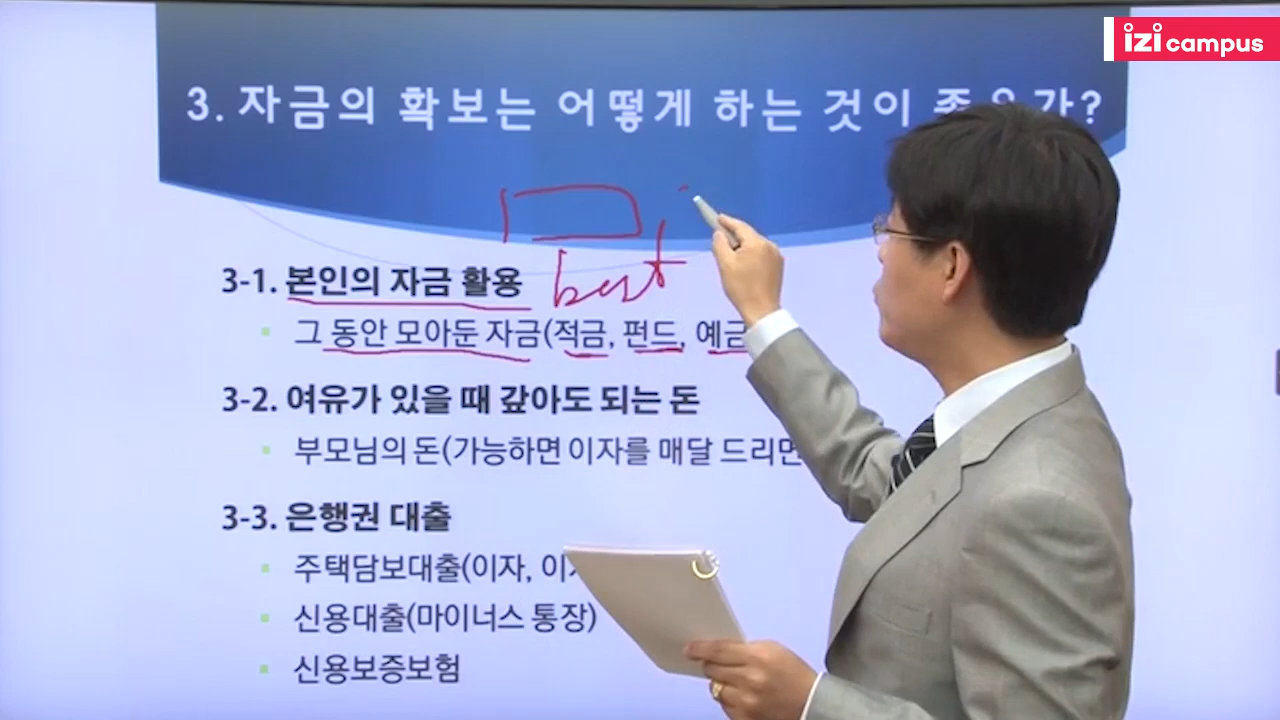 izi campus
3. 자금의 확보는 어떻게 하는 것이
best
3-1. 본인의 자금 활용
그 동안 모아둔 자금(적금, 펀드, 예금
3-2. 여유가 있을 때 갚아도 되는 돈
부모님의 돈(가능하면 이자를 매달 드리면
3-3. 은행권 대출
주택담보대출(이자,
신용대출(마이너스 통장)
신용보증보험